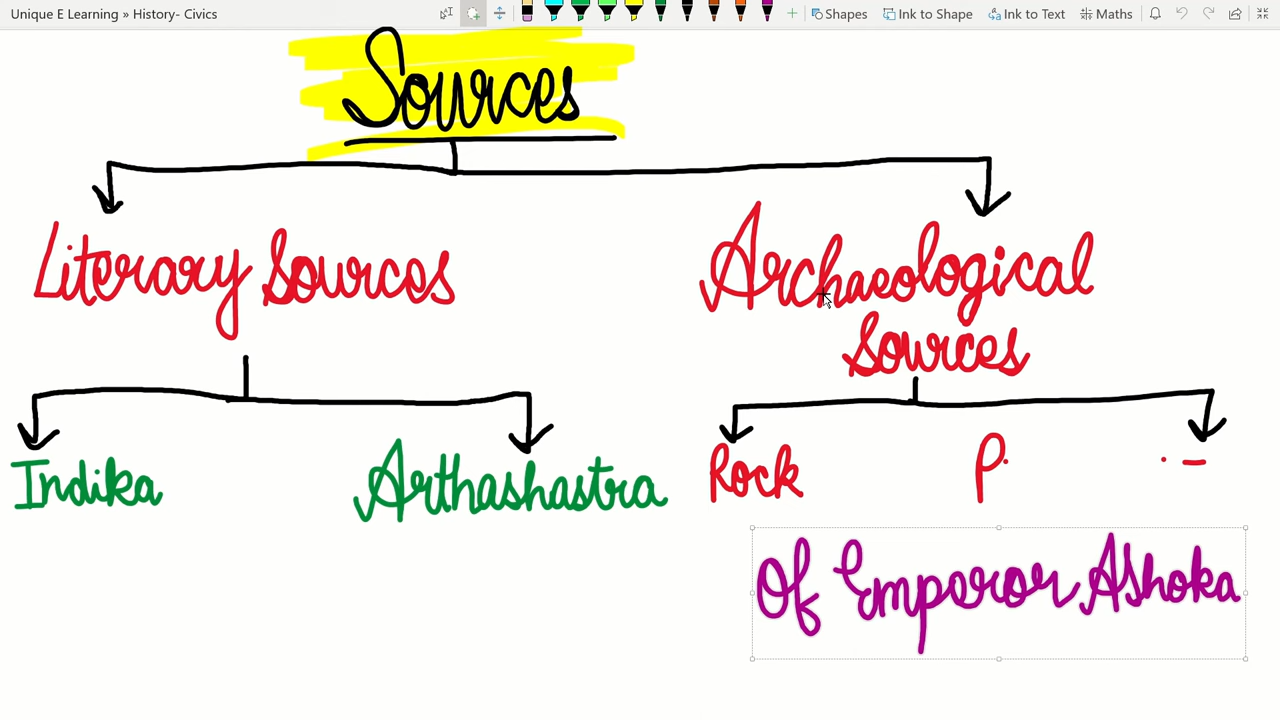 Unique E Learning » History- Civics
Shapes
Ink to Shape
Ink to Text
Maths
Sources
Literary Sources
Archaeological
Sources
Indika
Arthashastra
Rock
P.
Of Emperor Ashoka